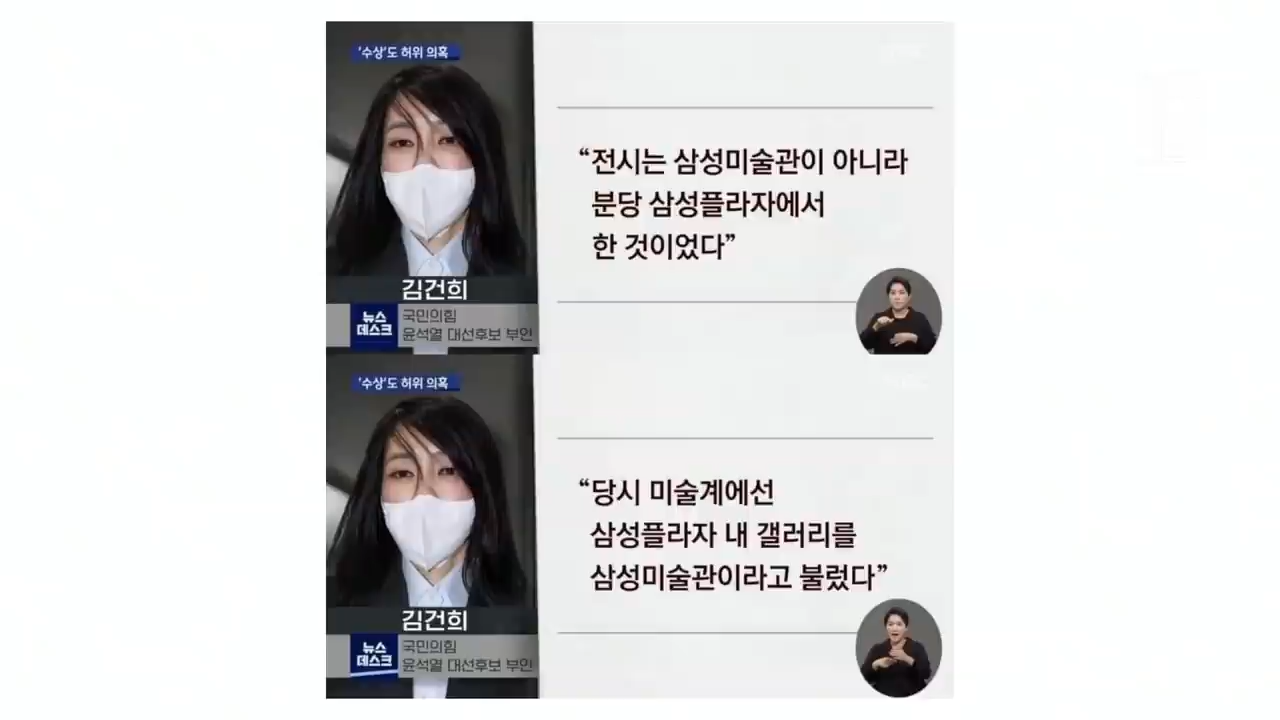 '수상'도 허위 의혹
“전시는 삼성미술관이 아니라
분당 삼성플라자에서
한 것이었다”
김건희
뉴스
데스크
국민의힘
윤석열 대선후보 부인
'수상'도 허위 의혹
“당시 미술계에선
삼성플라자 내 갤러리를
삼성미술관이라고 불렀다”
김건희
뉴스
데스크
국민의힘
윤석열 대선후보 부인